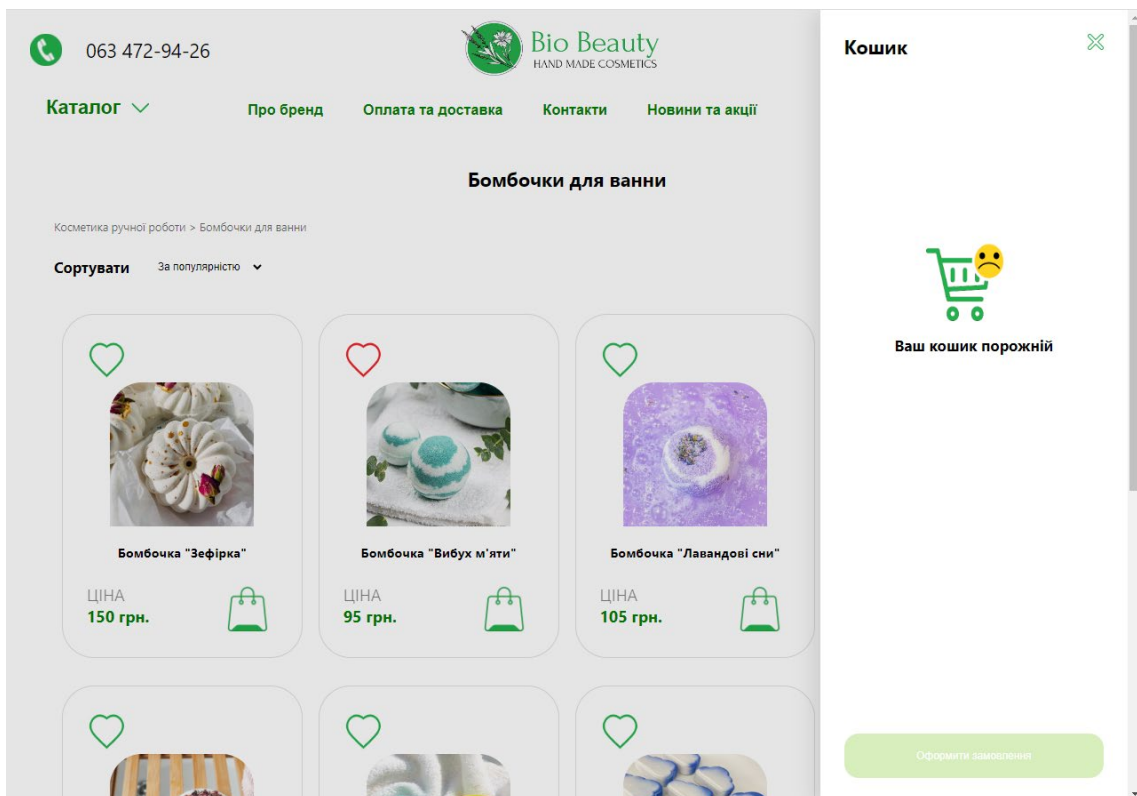 063 472-94-26
Bio Beauty
HAND MADE COSMETICS
Каталог
Про бренд
Оплата та доставка
Контакти
Новини та акції
Бомбочки для ванни
Косметика ручної роботи > Бомбочки для ванни
Сортувати За популярністю
Бомбочка "Зефірка"
ЦІНА
150 грн.
Бомбочка "Вибух м'яти"
ЦІНА
95 грн.
Бомбочка "Лавандові сни"
ЦІНА
105 грн.
Кошик
Ваш кошик порожній
Оформити замовлення